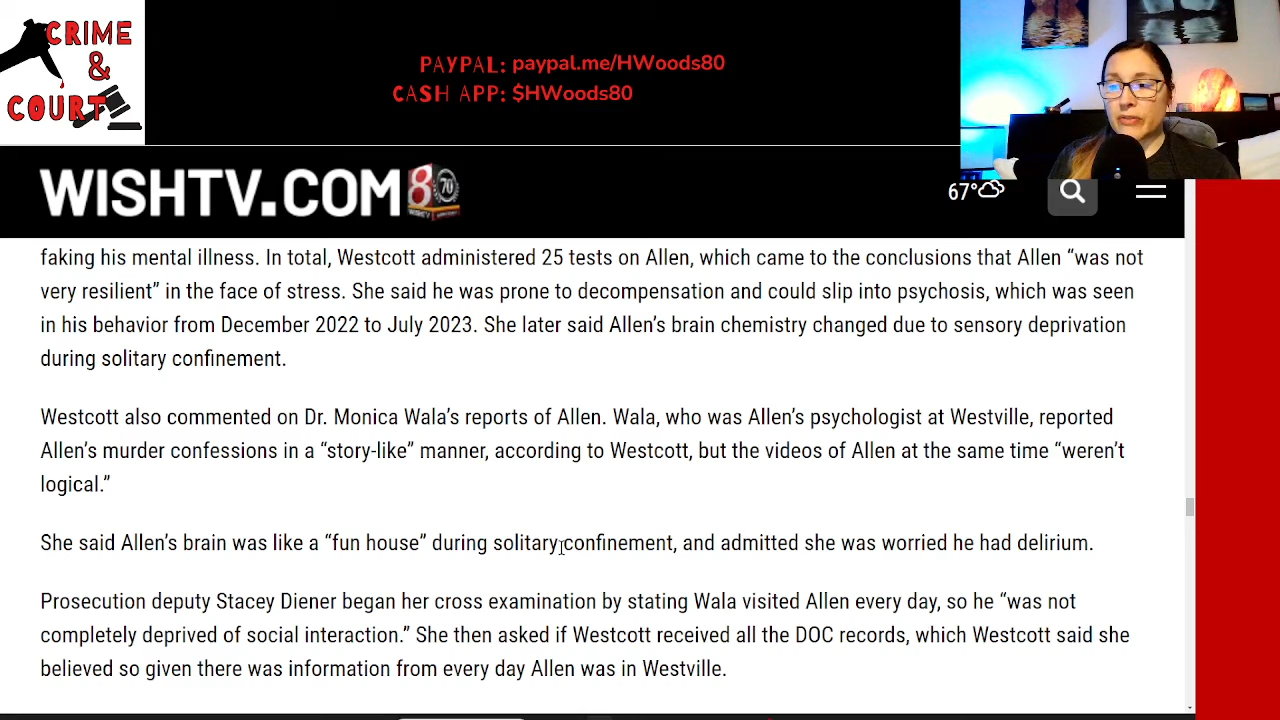 CRIME
&
COURT
PAYPAL: paypal.me/HWoods80
CASH APP: $HWoods80
WISHTV.COM 8 70
67°
faking his mental illness. In total, Westcott administered 25 tests on Allen, which came to the conclusions that Allen “was not
very resilient” in the face of stress. She said he was prone to decompensation and could slip into psychosis, which was seen
in his behavior from December 2022 to July 2023. She later said Allen’s brain chemistry changed due to sensory deprivation
during solitary confinement.
Westcott also commented on Dr. Monica Wala’s reports of Allen. Wala, who was Allen’s psychologist at Westville, reported
Allen’s murder confessions in a “story-like” manner, according to Westcott, but the videos of Allen at the same time “weren’t
logical.”
She said Allen’s brain was like a “fun house” during solitary confinement, and admitted she was worried he had delirium.
Prosecution deputy Stacey Diener began her cross examination by stating Wala visited Allen every day, so he “was not
completely deprived of social interaction.” She then asked if Westcott received all the DOC records, which Westcott said she
believed so given there was information from every day Allen was in Westville.